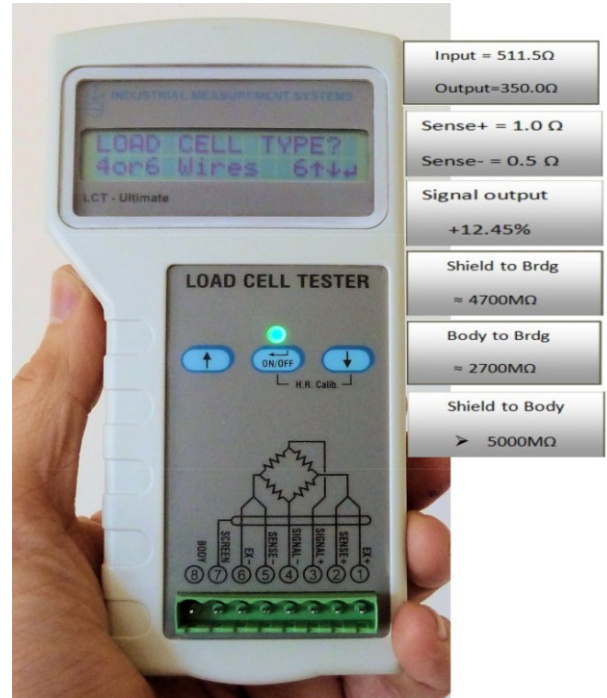 INDUSTRIAL MEASUREMENT SYSTEMS
LOAD CELL TYPE?
4or6 Wires 6↑↓↵
LCT - Ultimate
LOAD CELL TESTER
↑
↵
ON/OFF
↓
H.R. Calib.
BODY
SCREEN
EX-
SENSE-
SIGNAL-
SIGNAL+
SENSE+
EX+
8 7 6 5 4 3 2 1
Input = 511.5Ω
Output=350.0Ω
Sense+ = 1.0 Ω
Sense- = 0.5 Ω
Signal output
+12.45%
Shield to Brdg
≈ 4700MΩ
Body to Brdg
≈ 2700MΩ
Shield to Body
➢ 5000MΩ